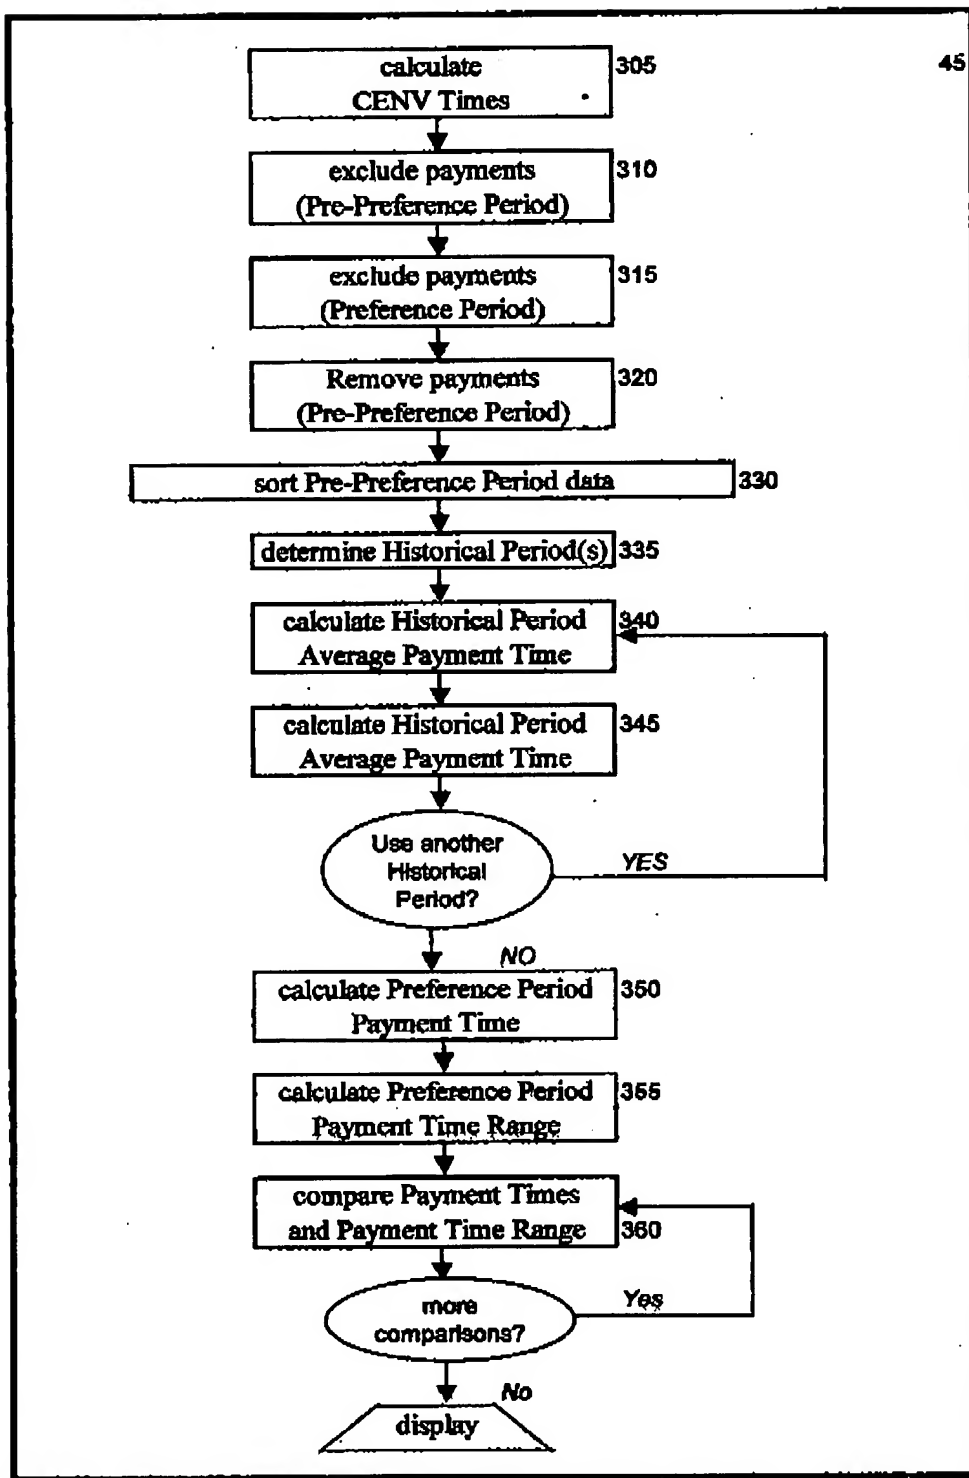 calculate 305 45
CENV Times
exclude payments 310
(Pre-Preference Period)
exclude payments 315
(Preference Period)
Remove payments 320
(Pre-Preference Period)
sort Pre-Preference Period data 330
determine Historical Period(s) 335
calculate Historical Period 340
Average Payment Time
calculate Historical Period 345
Average Payment Time
Use another
Historical
Period?
YES
NO
calculate Preference Period 350
Payment Time
calculate Preference Period 355
Payment Time Range
compare Payment Times
and Payment Time Range 360
more
comparisons?
Yes
No
display